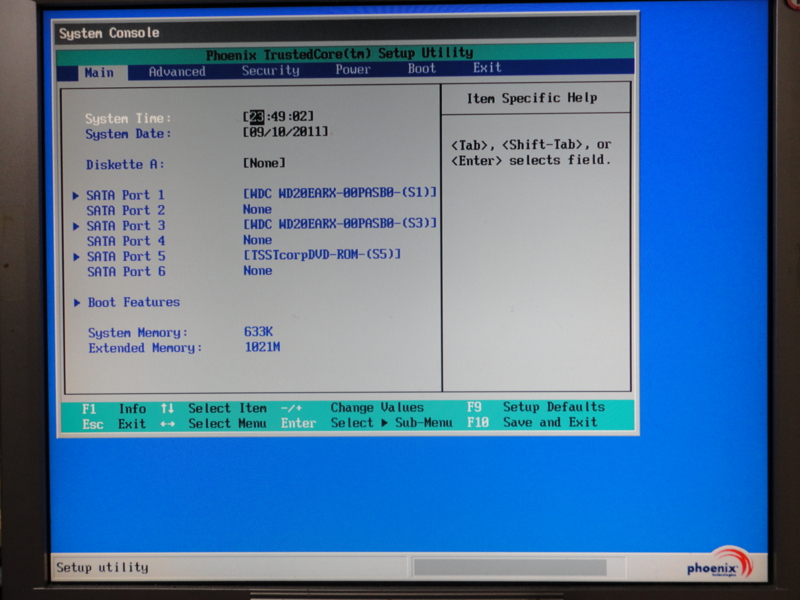 System Console
Phoenix TrustedCore(tm) Setup Utility
Main Advanced Security Power Boot Exit
System Time: [23:49:02]
System Date: [09/10/2011]
Diskette A: [None]
SATA Port 1 [WDC WD20EARX-00PASB0-(S1)]
SATA Port 2 None
SATA Port 3 [WDC WD20EARX-00PASB0-(S3)]
SATA Port 4 None
SATA Port 5 [TSSTcorpDVD-ROM-(S5)]
SATA Port 6 None
Boot Features
System Memory: 633K
Extended Memory: 1021M
Item Specific Help
<Tab>, <Shift-Tab>, or
<Enter> selects field.
F1 Info ↑↓ Select Item -/+ Change Values F9 Setup Defaults
Esc Exit ↔ Select Menu Enter Select ▶ Sub-Menu F10 Save and Exit
Setup utility
phoenix
technologies